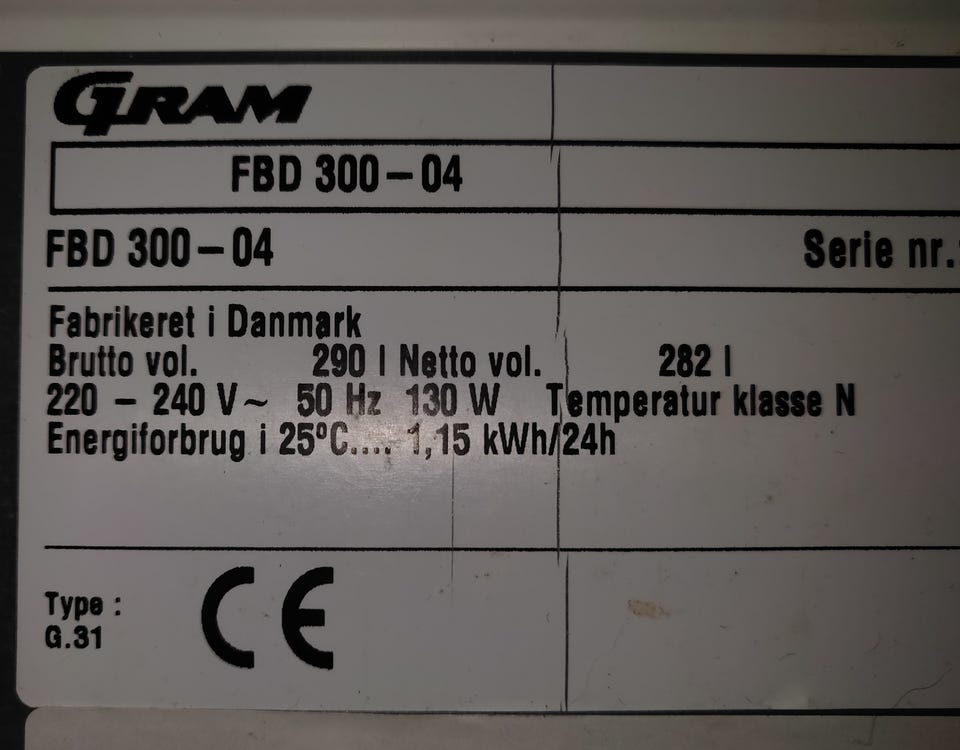 GRAM
FBD 300-04
FBD 300-04 Serie nr.:
Fabrikeret i Danmark
Brutto vol. 290 l Netto vol. 282 l
220 - 240 V~ 50 Hz 130 W Temperatur klasse N
Energiforbrug i 25ºC.... 1,15 kWh/24h
Type :
G.31
CE